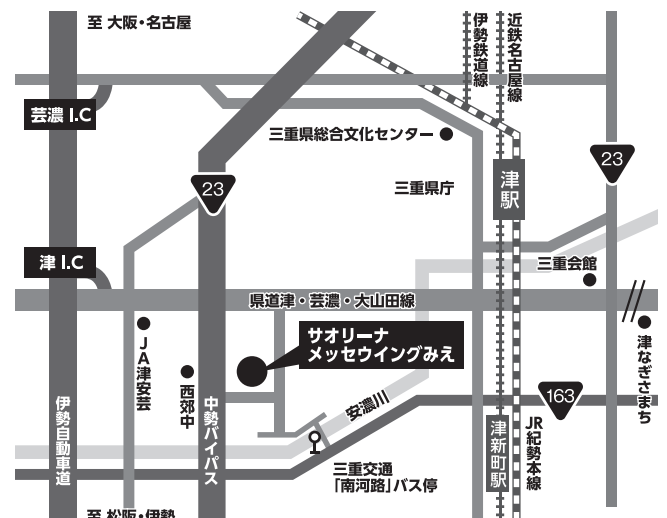 至 大阪・名古屋
伊勢鉄道線
近鉄名古屋線
芸濃 I.C
三重県総合文化センター
23
津駅
三重県庁
23
津 I.C
三重会館
県道津・芸濃・大山田線
サオリーナ
メッセウイングみえ
JA津安芸
西郊中
津なぎさまち
163
安濃川
伊勢自動車道
中勢バイパス
津新町駅
JR紀勢本線
三重交通
「南河路」バス停
至 松阪・伊勢